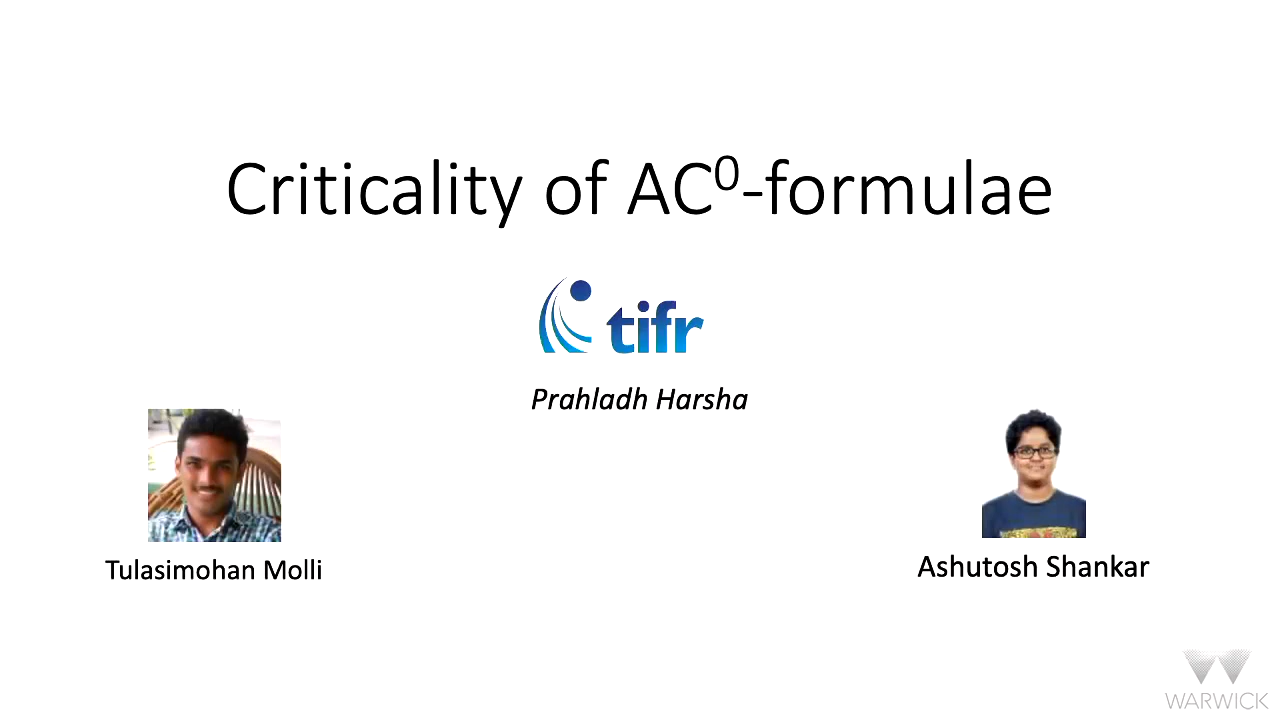 Criticality of AC⁰-formulae
tifr
Prahladh Harsha
Tulasimohan Molli
Ashutosh Shankar
WARWICK